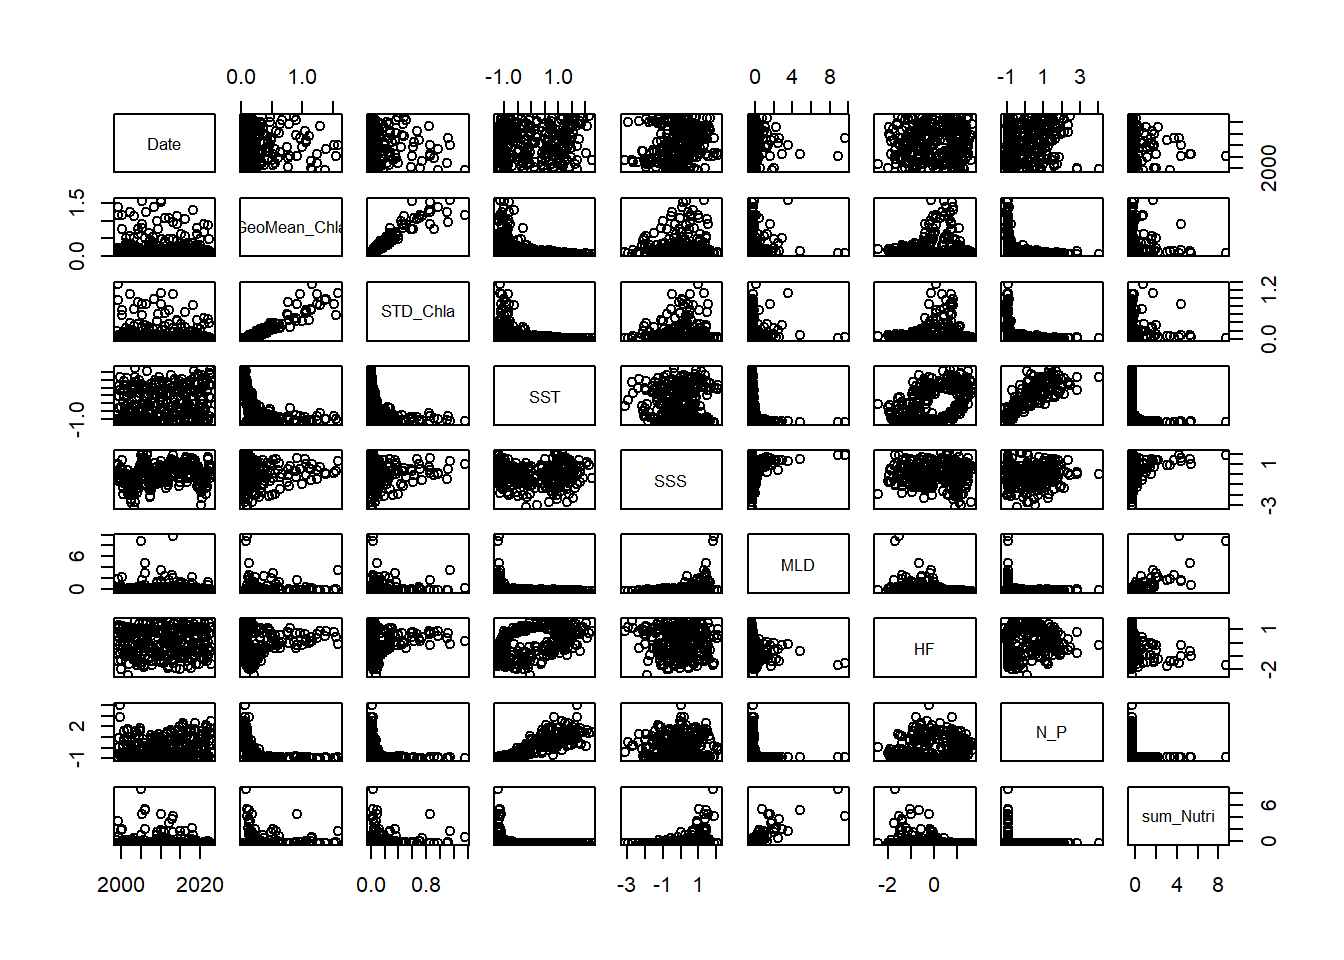 0.0 1.0 -1.0 1.0 0 4 8 -1 1 3
Date 2000
0.0 1.5 GeoMean_Chla
STD_Chla 0.0 1.2
-1.0 SST
SSS -3 1
0 6 MLD
HF -2 1
-1 2 N_P
sum_Nutri 0 6
2000 2020 0.0 0.8 -3 -1 1 -2 0 0 4 8